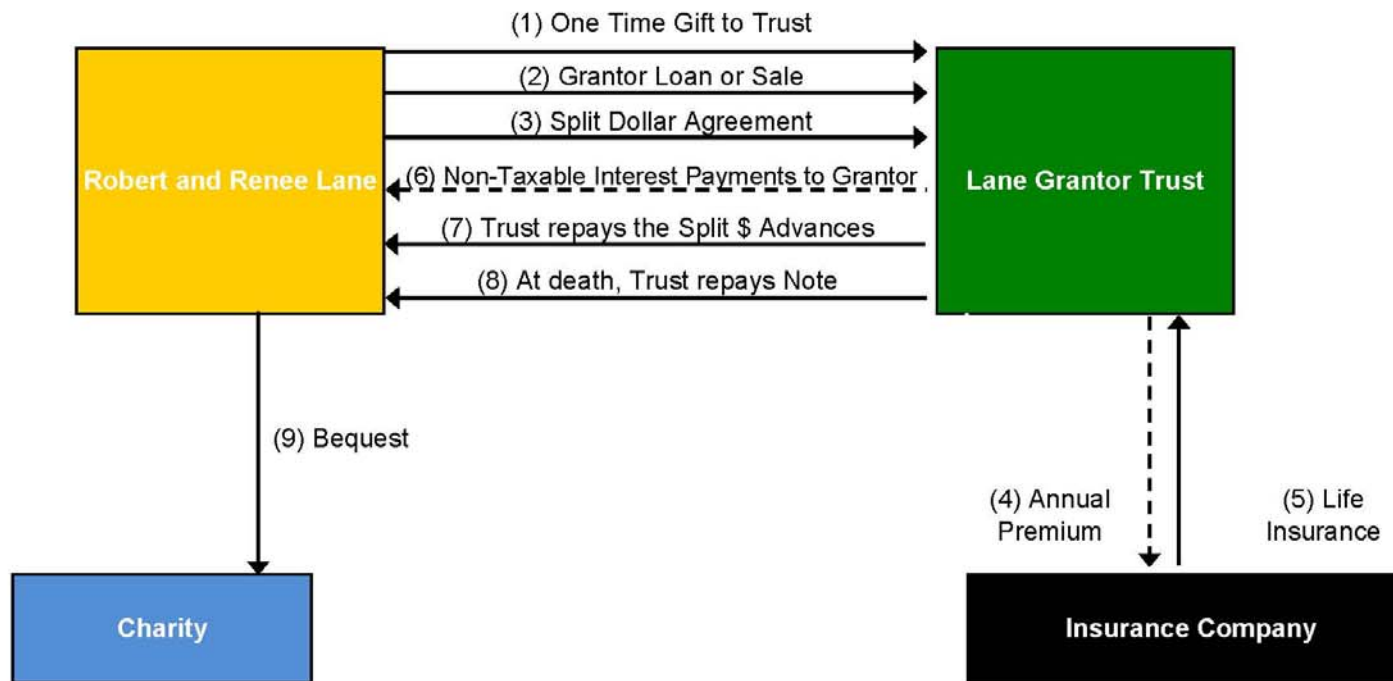 (1) One Time Gift to Trust
(2) Grantor Loan or Sale
(3) Split Dollar Agreement
Robert and Renee Lane
(6) Non-Taxable Interest Payments to Grantor
Lane Grantor Trust
(7) Trust repays the Split $ Advances
(8) At death, Trust repays Note
(9) Bequest
(4) Annual
Premium
(5) Life
Insurance
Charity
Insurance Company